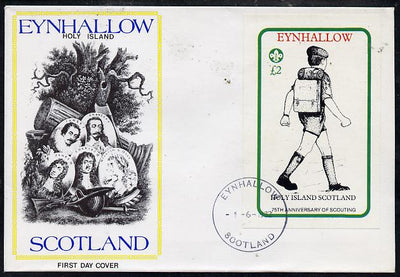 EYNHALLOW
HOLY ISLAND
SCOTLAND
FIRST DAY COVER
EYNHALLOW
£2
HOLY ISLAND SCOTLAND
75TH ANNIVERSARY OF SCOUTING
EYNHALLOW
SCOTLAND